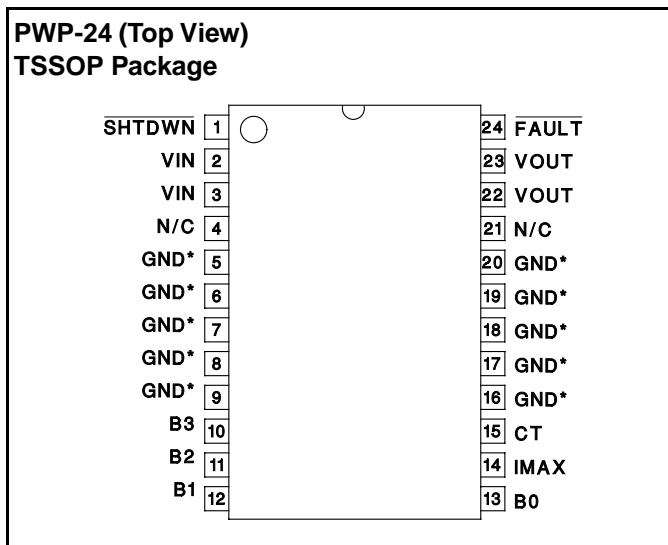 PWP-24 (Top View)
TSSOP Package
SHTDWN 1
VIN 2
VIN 3
N/C 4
GND* 5
GND* 6
GND* 7
GND* 8
GND* 9
B3 10
B2 11
B1 12
24 FAULT
23 VOUT
22 VOUT
21 N/C
20 GND*
19 GND*
18 GND*
17 GND*
16 GND*
15 CT
14 IMAX
13 B0